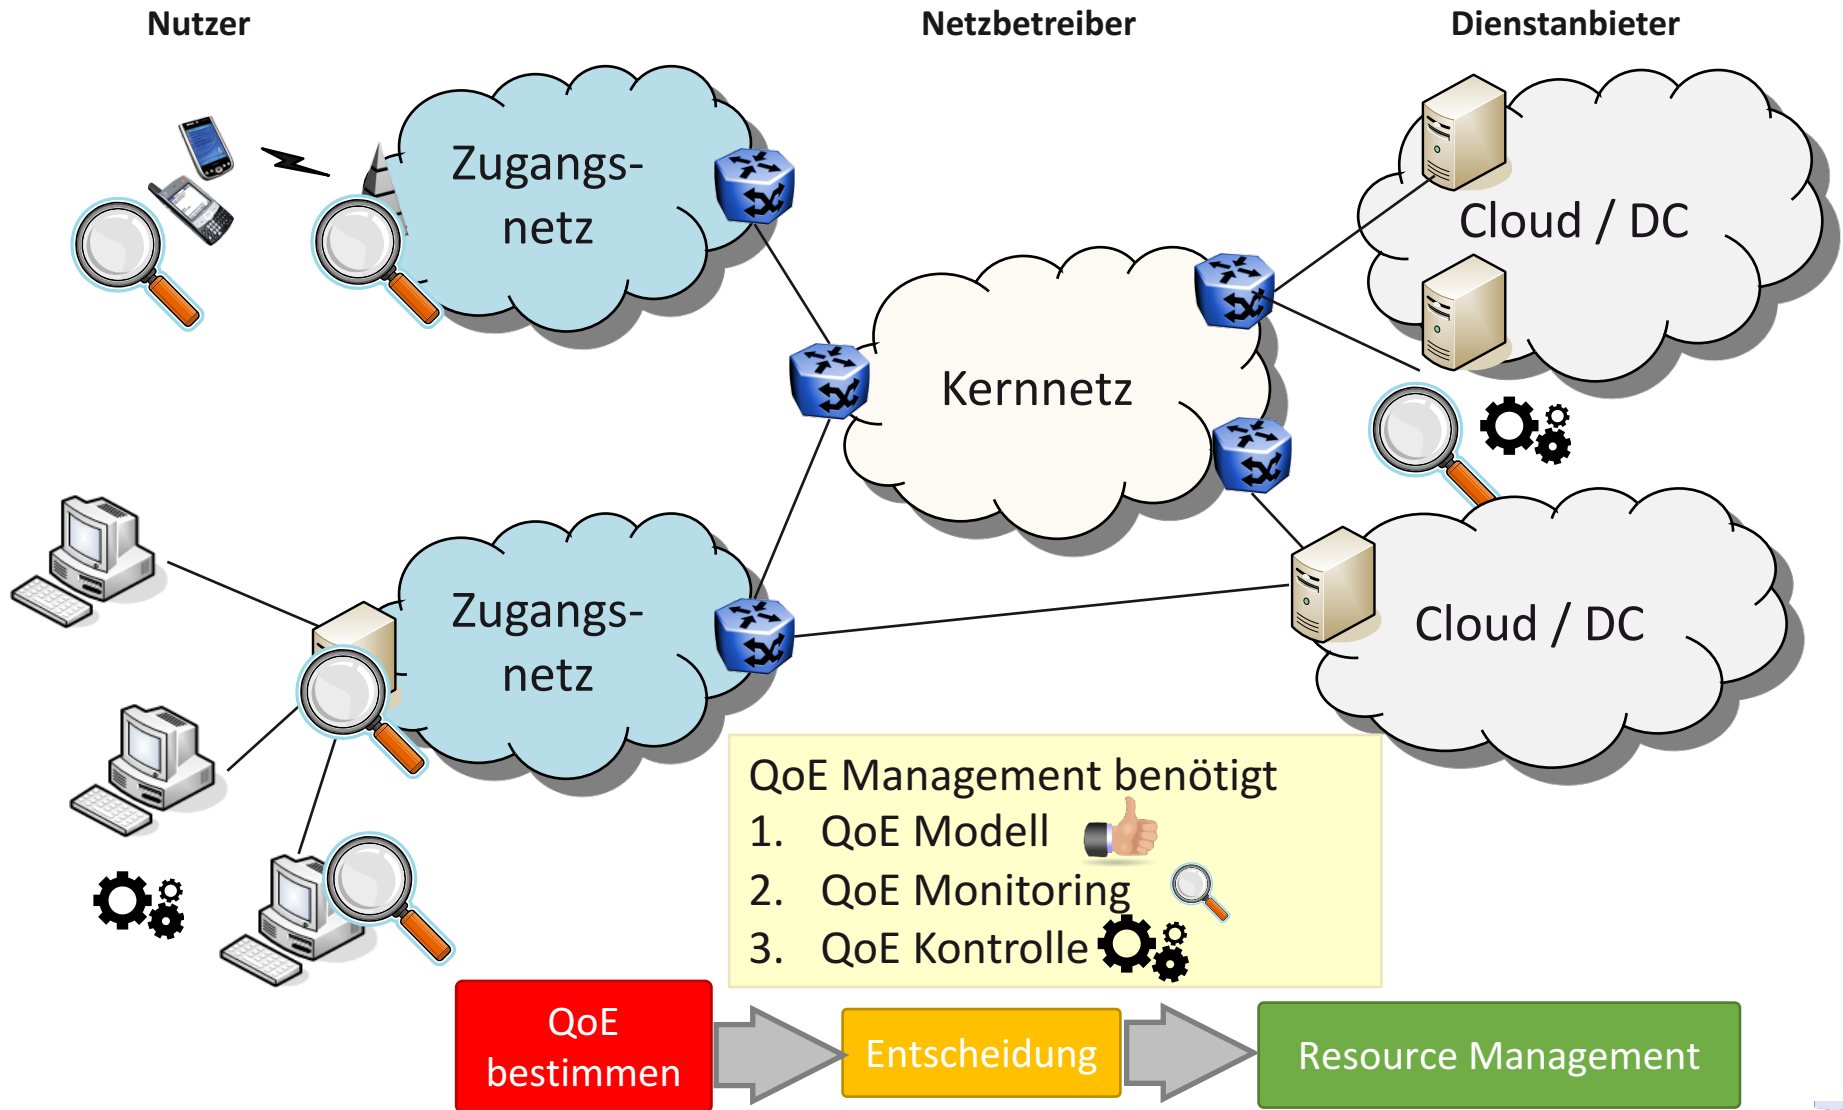 Nutzer
Netzbetreiber
Dienstanbieter
Zugangs-
netz
Cloud / DC
Kernnetz
Zugangs-
netz
Cloud / DC
QoE Management benötigt
1. QoE Modell
2. QoE Monitoring
3. QoE Kontrolle
QoE
bestimmen
Entscheidung
Resource Management